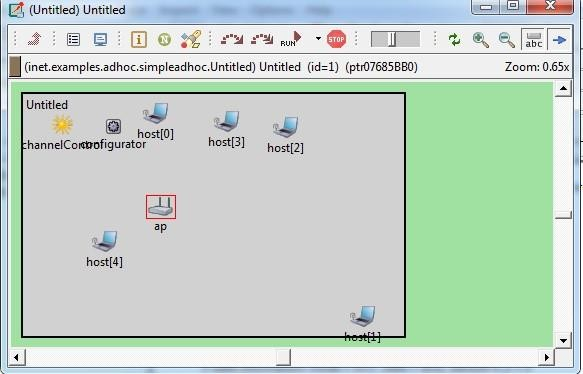 (Untitled) Untitled
RUN
STOP
abc
(inet.examples.adhoc.simpleadhoc.Untitled) Untitled (id=1) (ptr07685BB0) Zoom: 0.65x
Untitled
channelControl configurator host[0]
host[3]
host[2]
ap
host[4]
host[1]